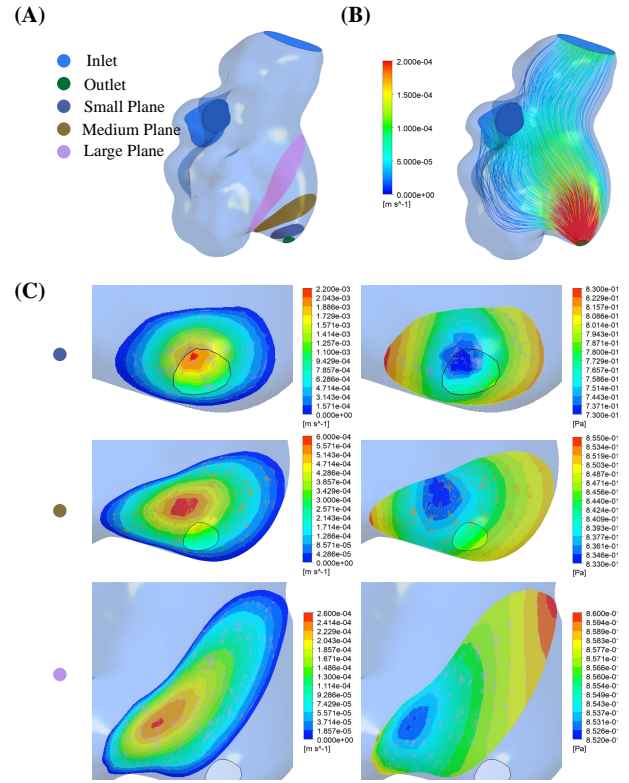 (A)
Inlet
Outlet
Small Plane
Medium Plane
Large Plane
(B)
2.000e-04
1.500e-04
1.000e-04
5.000e-05
0.000e+00
[m s^-1]
(C)
2.200e-03
2.043e-03
1.886e-03
1.729e-03
1.571e-03
1.414e-03
1.257e-03
1.100e-03
9.429e-04
7.857e-04
6.286e-04
4.714e-04
3.143e-04
1.571e-04
0.000e+00
[m s^-1]
8.300e-01
8.229e-01
8.157e-01
8.086e-01
8.014e-01
7.943e-01
7.871e-01
7.800e-01
7.729e-01
7.657e-01
7.586e-01
7.514e-01
7.443e-01
7.371e-01
7.300e-01
[Pa]
6.000e-04
5.571e-04
5.143e-04
4.714e-04
4.286e-04
3.857e-04
3.429e-04
3.000e-04
2.571e-04
2.143e-04
1.714e-04
1.286e-04
8.571e-05
4.286e-05
0.000e+00
[m s^-1]
8.550e-01
8.534e-01
8.519e-01
8.503e-01
8.487e-01
8.471e-01
8.456e-01
8.440e-01
8.424e-01
8.409e-01
8.393e-01
8.377e-01
8.361e-01
8.346e-01
8.330e-01
[Pa]
2.600e-04
2.414e-04
2.229e-04
2.043e-04
1.857e-04
1.671e-04
1.486e-04
1.300e-04
1.114e-04
9.286e-05
7.429e-05
5.571e-05
3.714e-05
1.857e-05
0.000e+00
[m s^-1]
8.600e-01
8.594e-01
8.589e-01
8.583e-01
8.577e-01
8.571e-01
8.566e-01
8.560e-01
8.554e-01
8.549e-01
8.543e-01
8.537e-01
8.531e-01
8.526e-01
8.520e-01
[Pa]